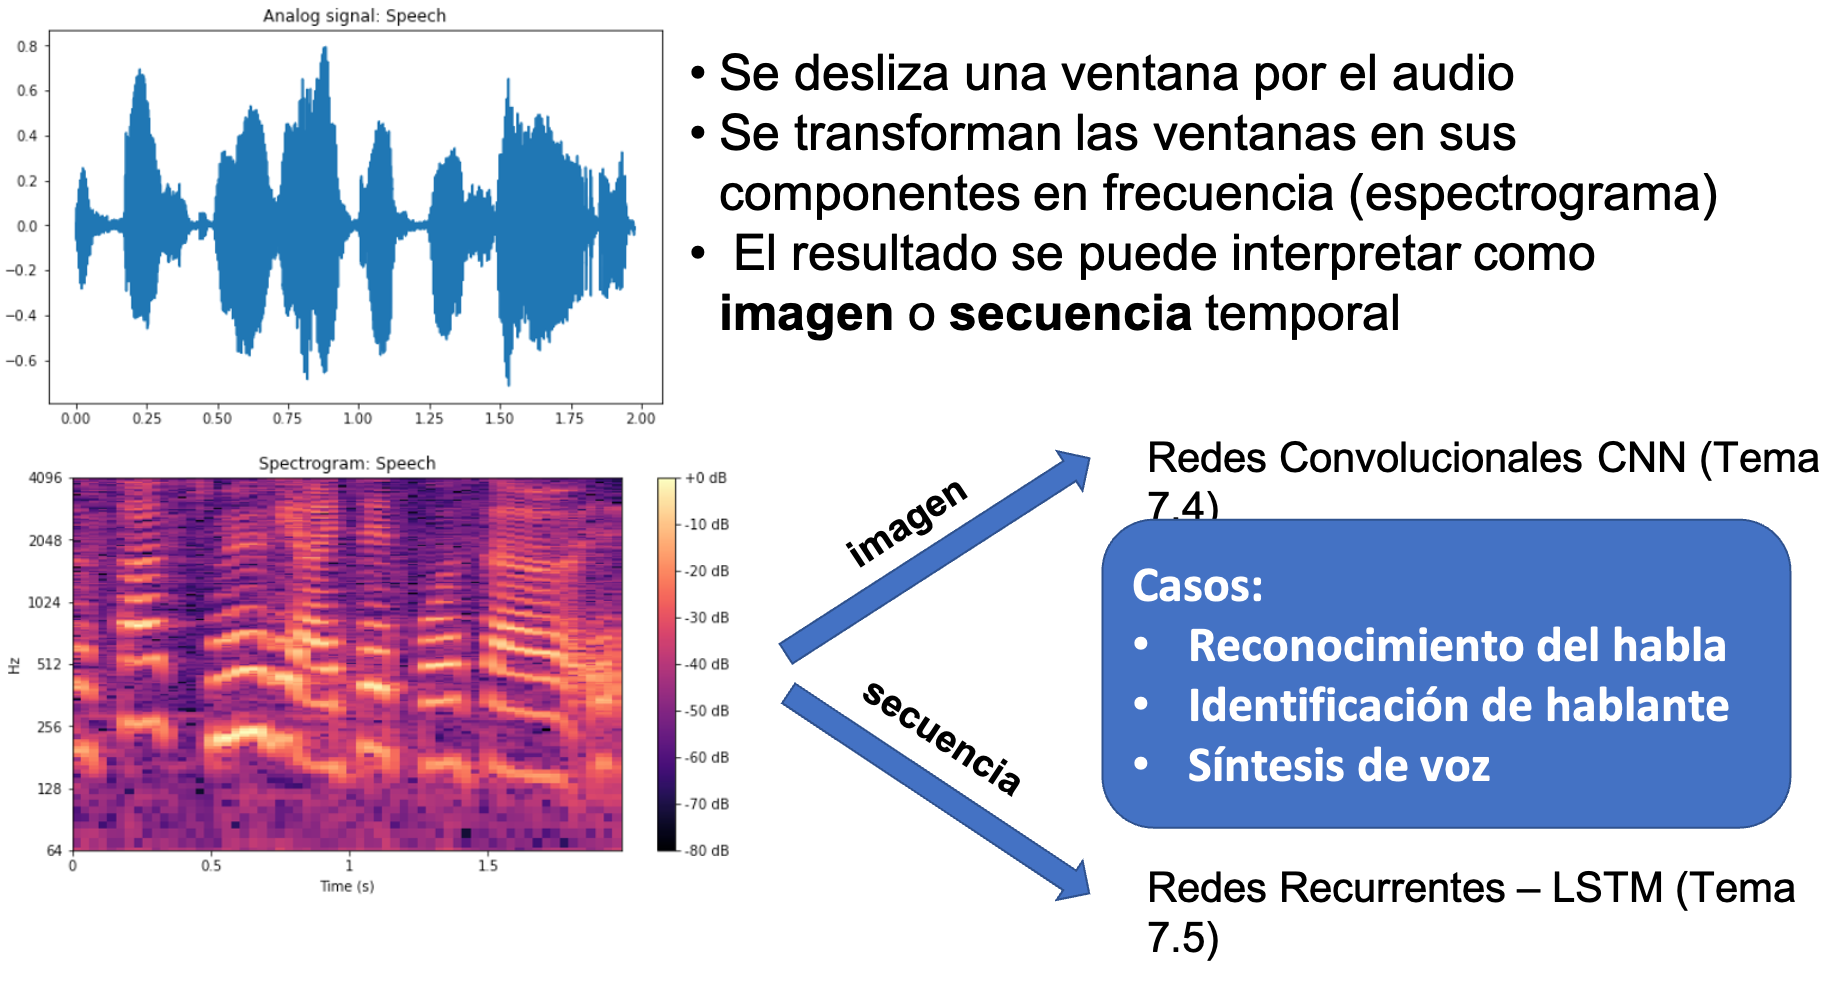 Analog signal: Speech
0.8
0.6
0.4
0.2
0.0
−0.2
−0.4
−0.6
0.00 0.25 0.50 0.75 1.00 1.25 1.50 1.75 2.00
• Se desliza una ventana por el audio
• Se transforman las ventanas en sus
componentes en frecuencia (espectrograma)
• El resultado se puede interpretar como
imagen o secuencia temporal
Spectrogram: Speech
4096
2048
1024
512
256
128
64
Hz
0 0.5 1 1.5
Time (s)
+0 dB
-10 dB
-20 dB
-30 dB
-40 dB
-50 dB
-60 dB
-70 dB
-80 dB
imagen
secuencia
Redes Convolucionales CNN (Tema
7.4)
Casos:
• Reconocimiento del habla
• Identificación de hablante
• Síntesis de voz
Redes Recurrentes – LSTM (Tema
7.5)